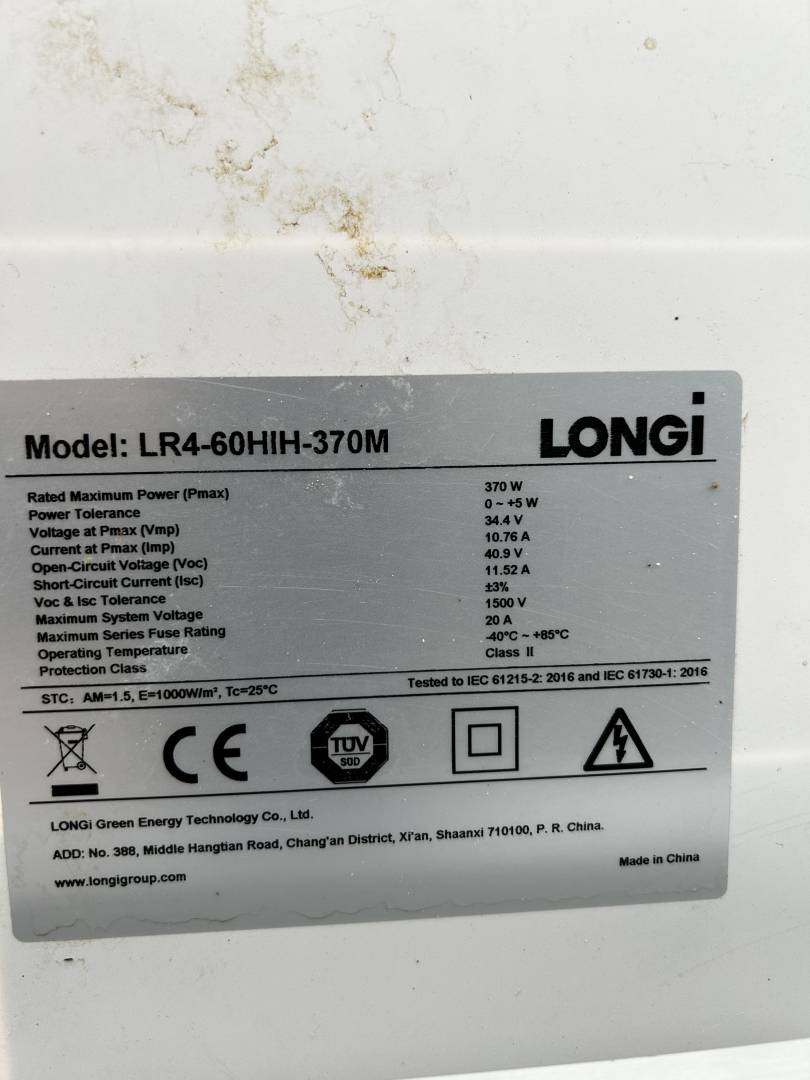 Model: LR4-60HIH-370M
LONGi
Rated Maximum Power (Pmax) 370 W
Power Tolerance 0 ~ +5 W
Voltage at Pmax (Vmp) 34.4 V
Current at Pmax (Imp) 10.76 A
Open-Circuit Voltage (Voc) 40.9 V
Short-Circuit Current (Isc) 11.52 A
Voc & Isc Tolerance ±3%
Maximum System Voltage 1500 V
Maximum Series Fuse Rating 20 A
Operating Temperature -40°C ~ +85°C
Protection Class Class II
STC: AM=1.5, E=1000W/m², Tc=25°C Tested to IEC 61215-2: 2016 and IEC 61730-1: 2016
CE
TÜV
SÜD
LONGi Green Energy Technology Co., Ltd.
ADD: No. 388, Middle Hangtian Road, Chang'an District, Xi'an, Shaanxi 710100, P. R. China.
www.longigroup.com
Made in China